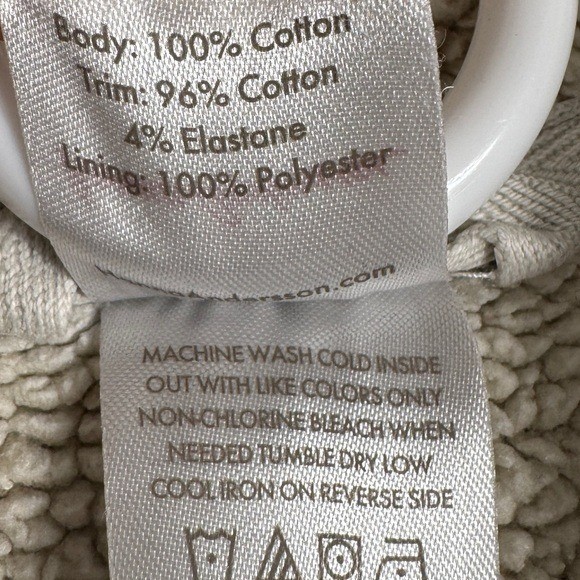 Body: 100% Cotton
Trim: 96% Cotton
4% Elastane
Lining: 100% Polyester
MACHINE WASH COLD INSIDE
OUT WITH LIKE COLORS ONLY
NON-CHLORINE BLEACH WHEN
NEEDED TUMBLE DRY LOW
COOL IRON ON REVERSE SIDE